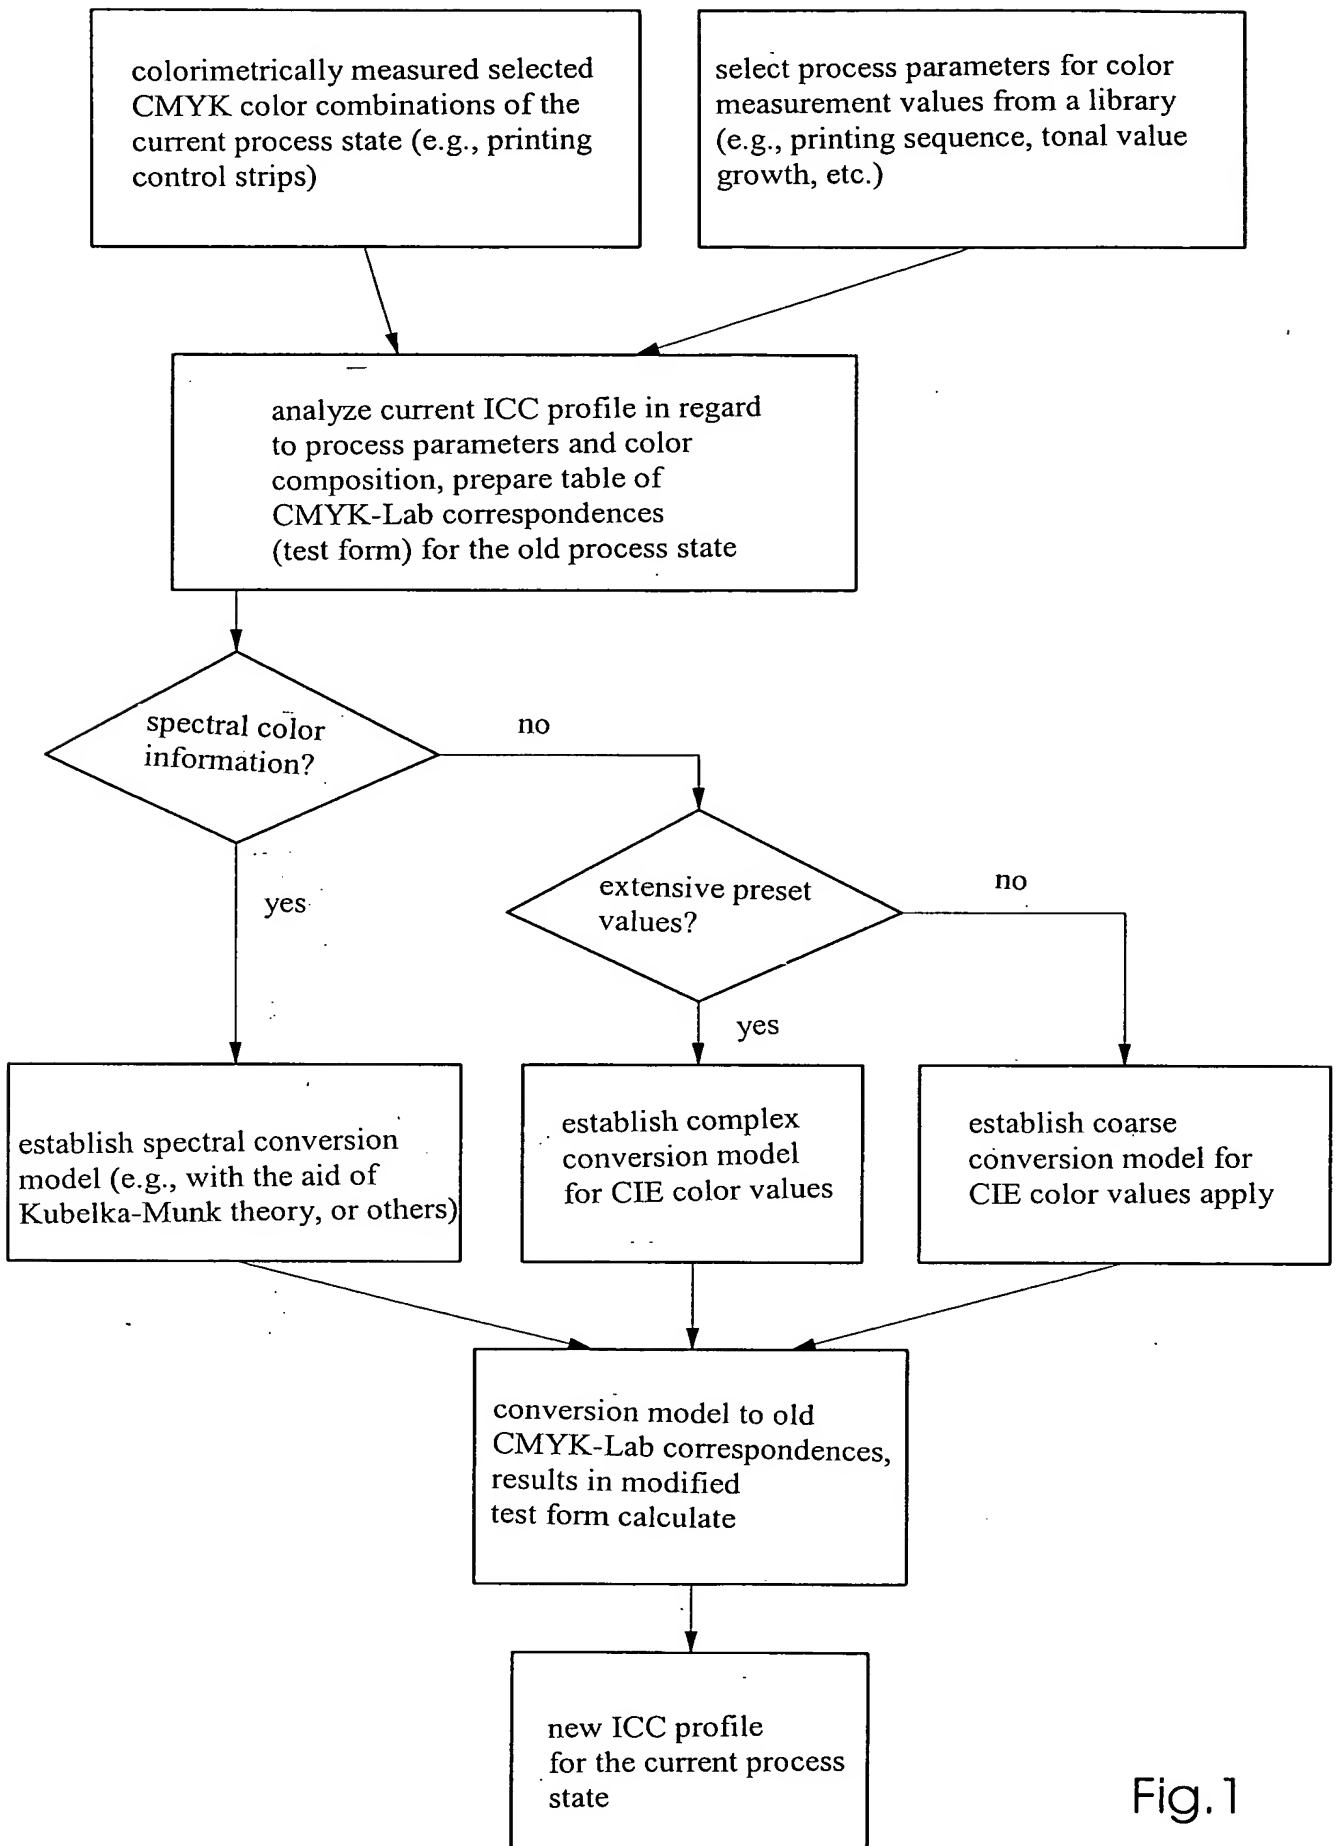 colorimetrically measured selected
CMYK color combinations of the
current process state (e.g., printing
control strips)
select process parameters for color
measurement values from a library
(e.g., printing sequence, tonal value
growth, etc.)
analyze current ICC profile in regard
to process parameters and color
composition, prepare table of
CMYK-Lab correspondences
(test form) for the old process state
spectral color
information?
no
yes
extensive preset
values?
no
yes
establish spectral conversion
model (e.g., with the aid of
Kubelka-Munk theory, or others)
establish complex
conversion model
for CIE color values
establish coarse
conversion model for
CIE color values apply
conversion model to old
CMYK-Lab correspondences,
results in modified
test form calculate
new ICC profile
for the current process
state
Fig.1